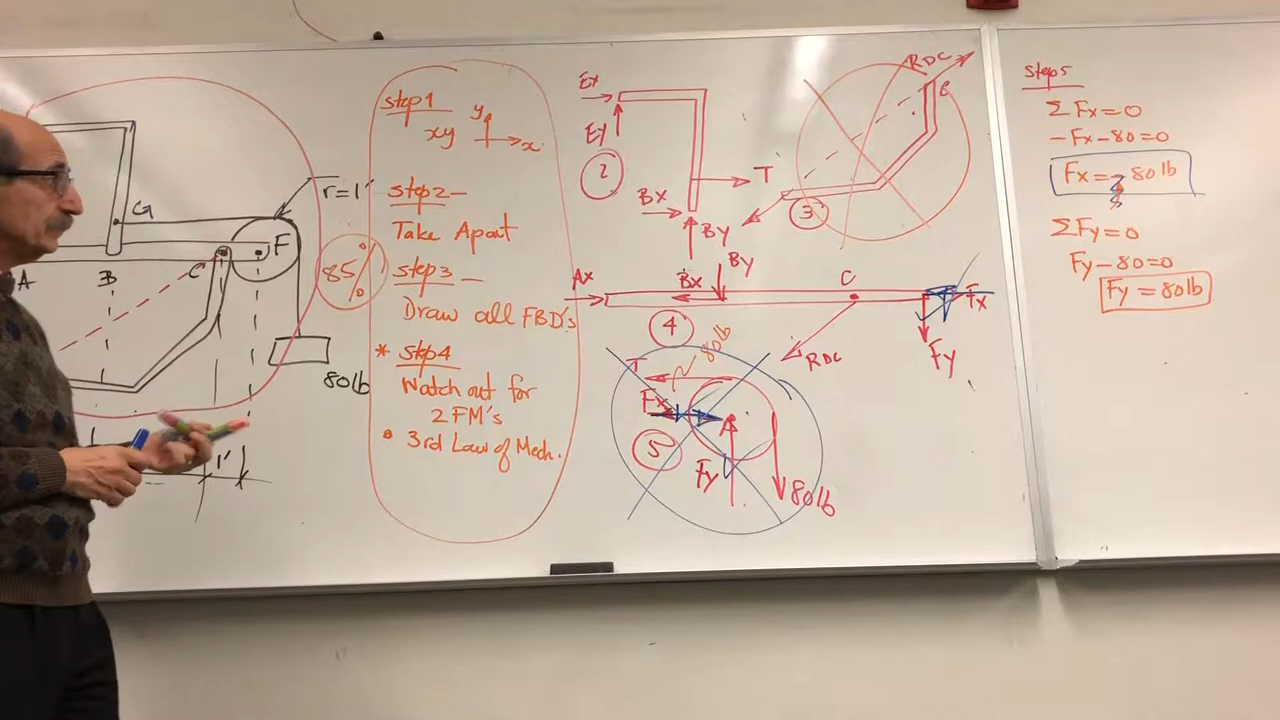 G
r=1'
F
A
B
C
80lb
1'
85%
step1
xy
y
x
step2-
Take Apart
step3-
Draw all FBD's
* step4
Watch out for
2 FM's
• 3rd Law of Mech.
Ex
Ey
2
T
Bx
By
RDC
C
3
Ax
Bx
By
C
Fx
4
RDC
Fy
T
80lb
Fx
5
Fy
80lb
step5
ΣFx=0
-Fx-80=0
Fx=-80lb
ΣFy=0
Fy-80=0
Fy=80lb